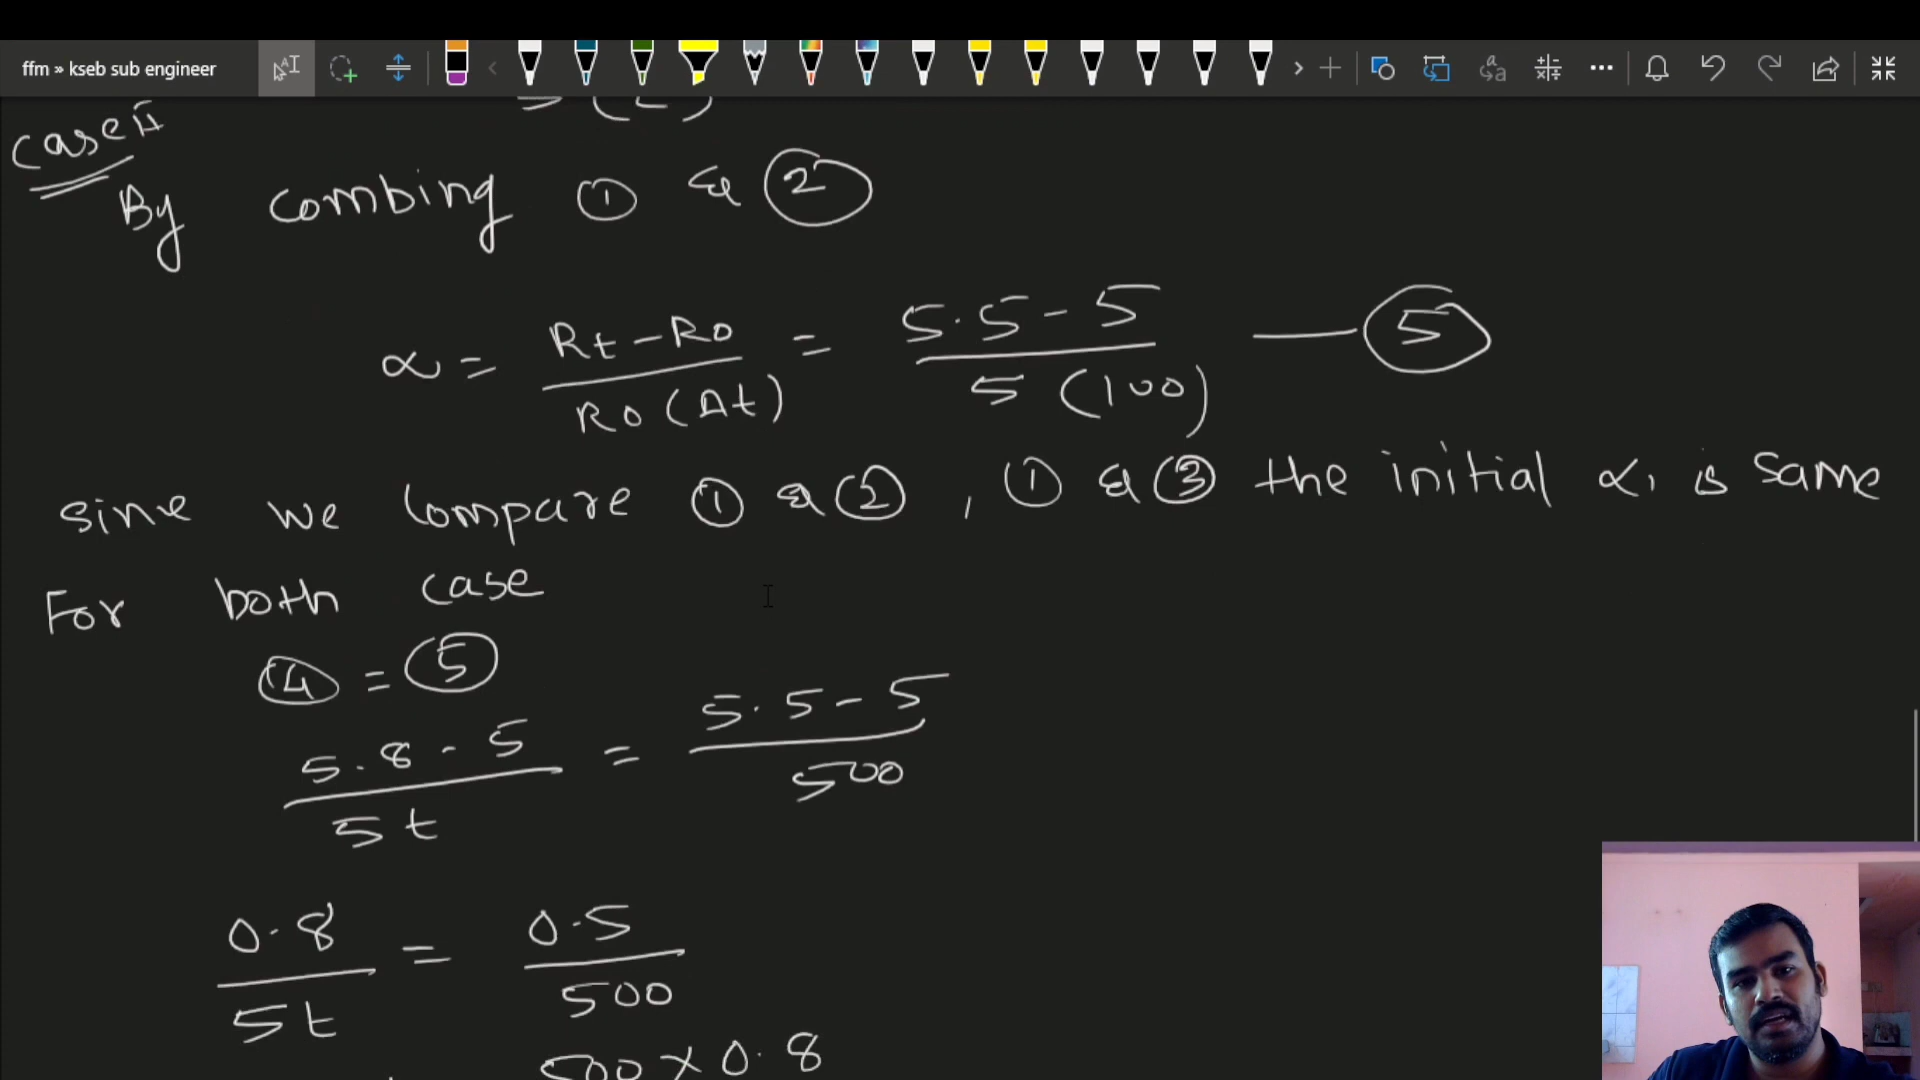 ffm » kseb sub engineer
Case II
By combing ① & ②
α = Rt - Ro / Ro (Δt) = 5.5 - 5 / 5 (100) — ⑤
sine we compare ① & ② , ① & ③ the initial α1 is same
For both case
④ = ⑤
5.8 - 5 / 5t = 5.5 - 5 / 500
0.8 / 5t = 0.5 / 500
500 × 0.8